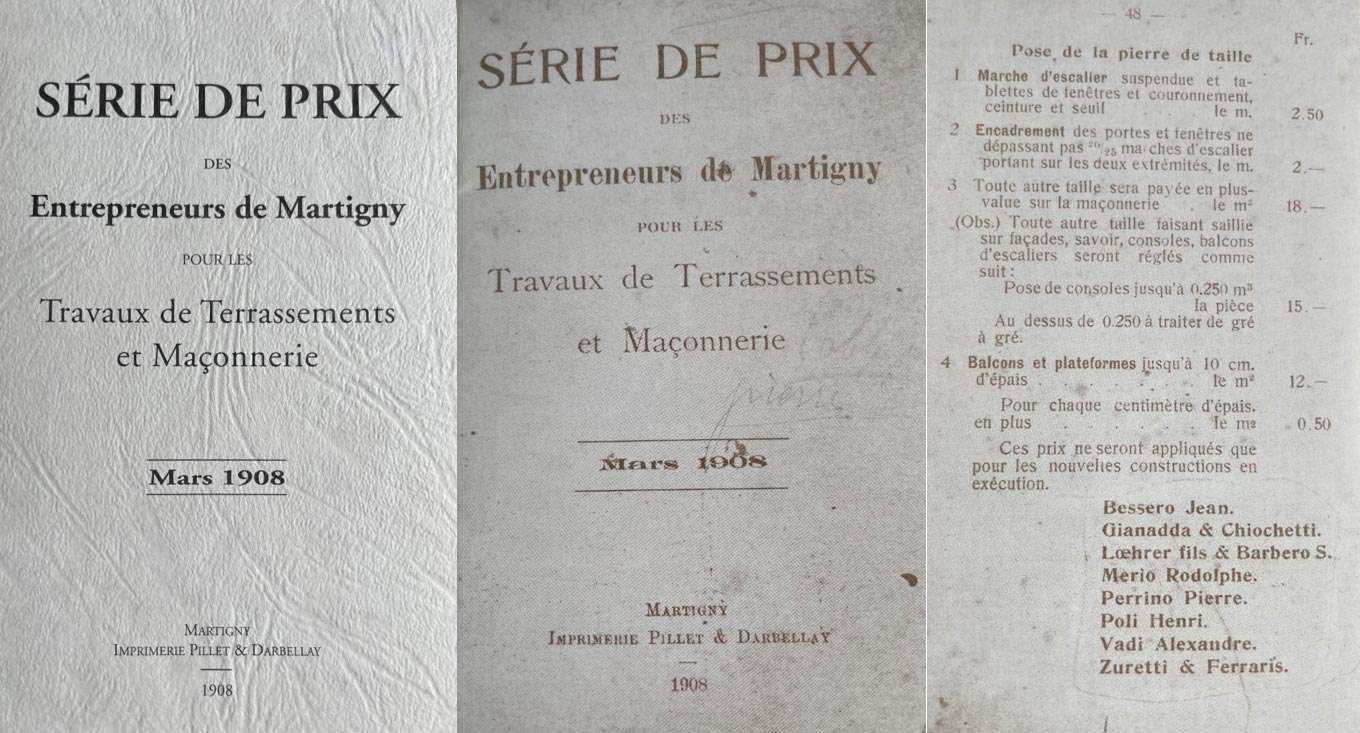 SÉRIE DE PRIX
DES
Entrepreneurs de Martigny
POUR LES
Travaux de Terrassements
et Maçonnerie
Mars 1908
MARTIGNY
IMPRIMERIE PILLET & DARBELLAY
1908
SÉRIE DE PRIX
DES
Entrepreneurs de Martigny
POUR LES
Travaux de Terrassements
et Maçonnerie
pierre
Mars 1908
MARTIGNY
IMPRIMERIE PILLET & DARBELLAY
1908
— 48 —
Fr.
Pose de la pierre de taille
1 Marche d'escalier suspendue et ta-
blettes de fenêtres et couronnement,
ceinture et seuil . le m. 2.50
2 Encadrement des portes et fenêtres ne
dépassant pas 20/25 marches d'escalier
portant sur les deux extrémités, le m. 2.—
3 Toute autre taille sera payée en plus-
value sur la maçonnerie . le m² 18.—
(Obs.) Toute autre taille faisant saillie
sur façades, savoir, consoles, balcons
d'escaliers seront réglés comme
suit :
Pose de consoles jusqu'à 0.250 m³
la pièce 15.—
Au dessus de 0.250 à traiter de gré
à gré.
4 Balcons et plateformes jusqu'à 10 cm.
d'épais . . . . . . le m² 12.—
Pour chaque centimètre d'épais.
en plus . . . . . le m² 0.50
Ces prix ne seront appliqués que
pour les nouvelles constructions en
exécution.
Bessero Jean.
Gianadda & Chiochetti.
Lœhrer fils & Barbero S.
Merio Rodolphe.
Perrino Pierre.
Poli Henri.
Vadi Alexandre.
Zuretti & Ferraris.